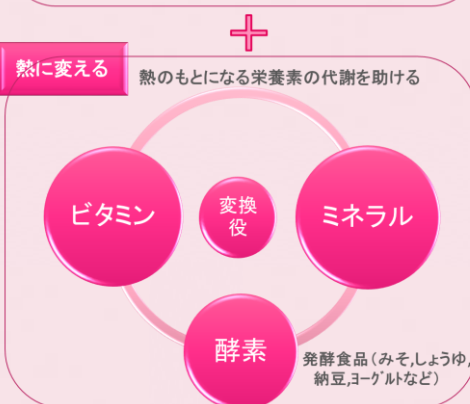 +
熱に変える
熱のもとになる栄養素の代謝を助ける
ビタミン
変換
役
ミネラル
酵素
発酵食品(みそ,しょうゆ,
納豆,ヨーグルトなど)